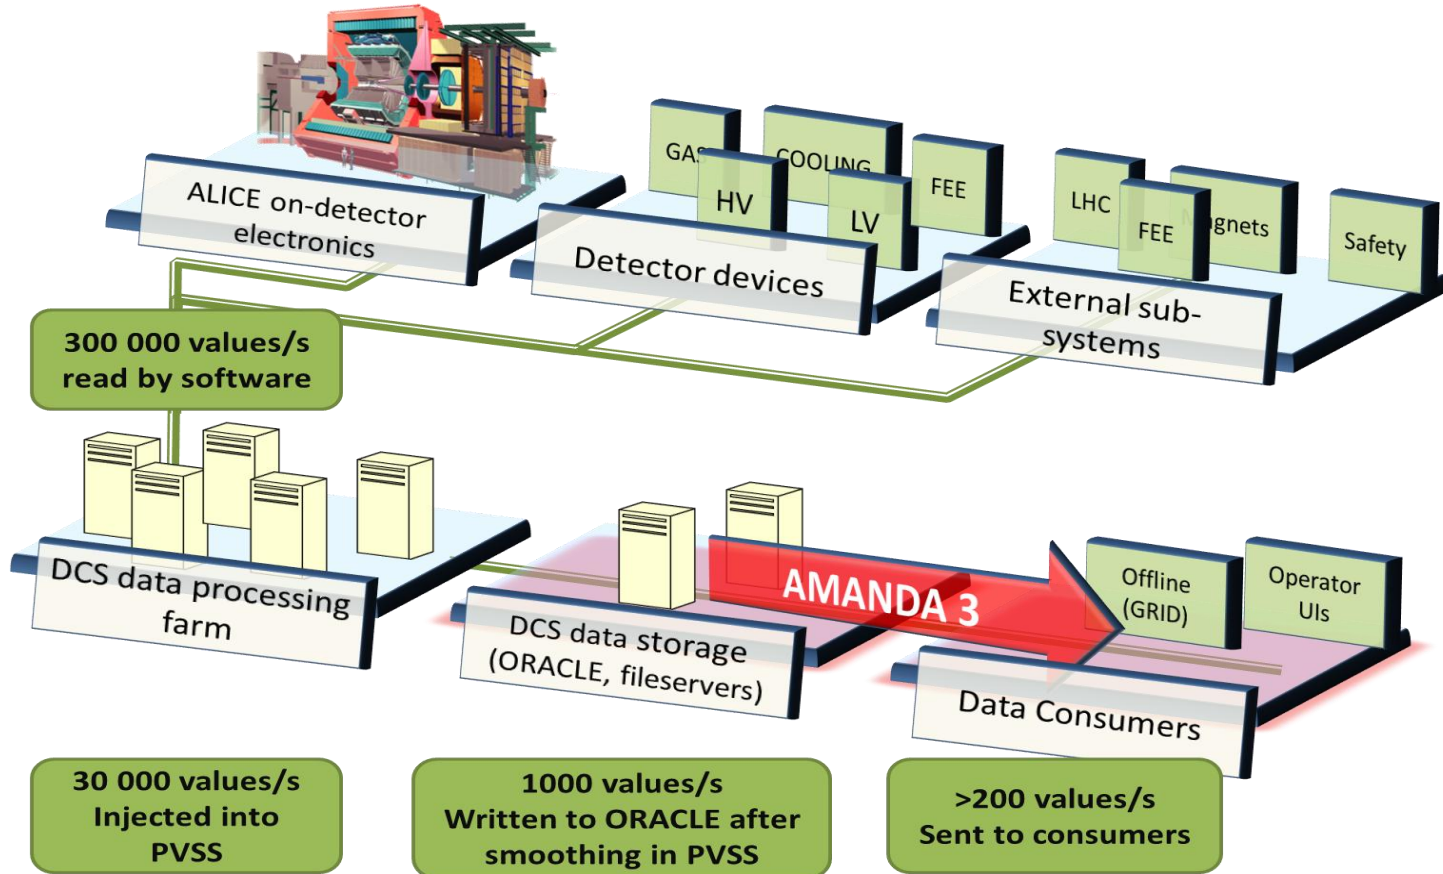 GAS
COOLING
FEE
HV
LV
LHC
Magnets
FEE
Safety
ALICE on-detector
electronics
Detector devices
External sub-
systems
300 000 values/s
read by software
DCS data processing
farm
DCS data storage
(ORACLE, fileservers)
AMANDA 3
Offline
(GRID)
Operator
UIs
Data Consumers
30 000 values/s
Injected into
PVSS
1000 values/s
Written to ORACLE after
smoothing in PVSS
>200 values/s
Sent to consumers